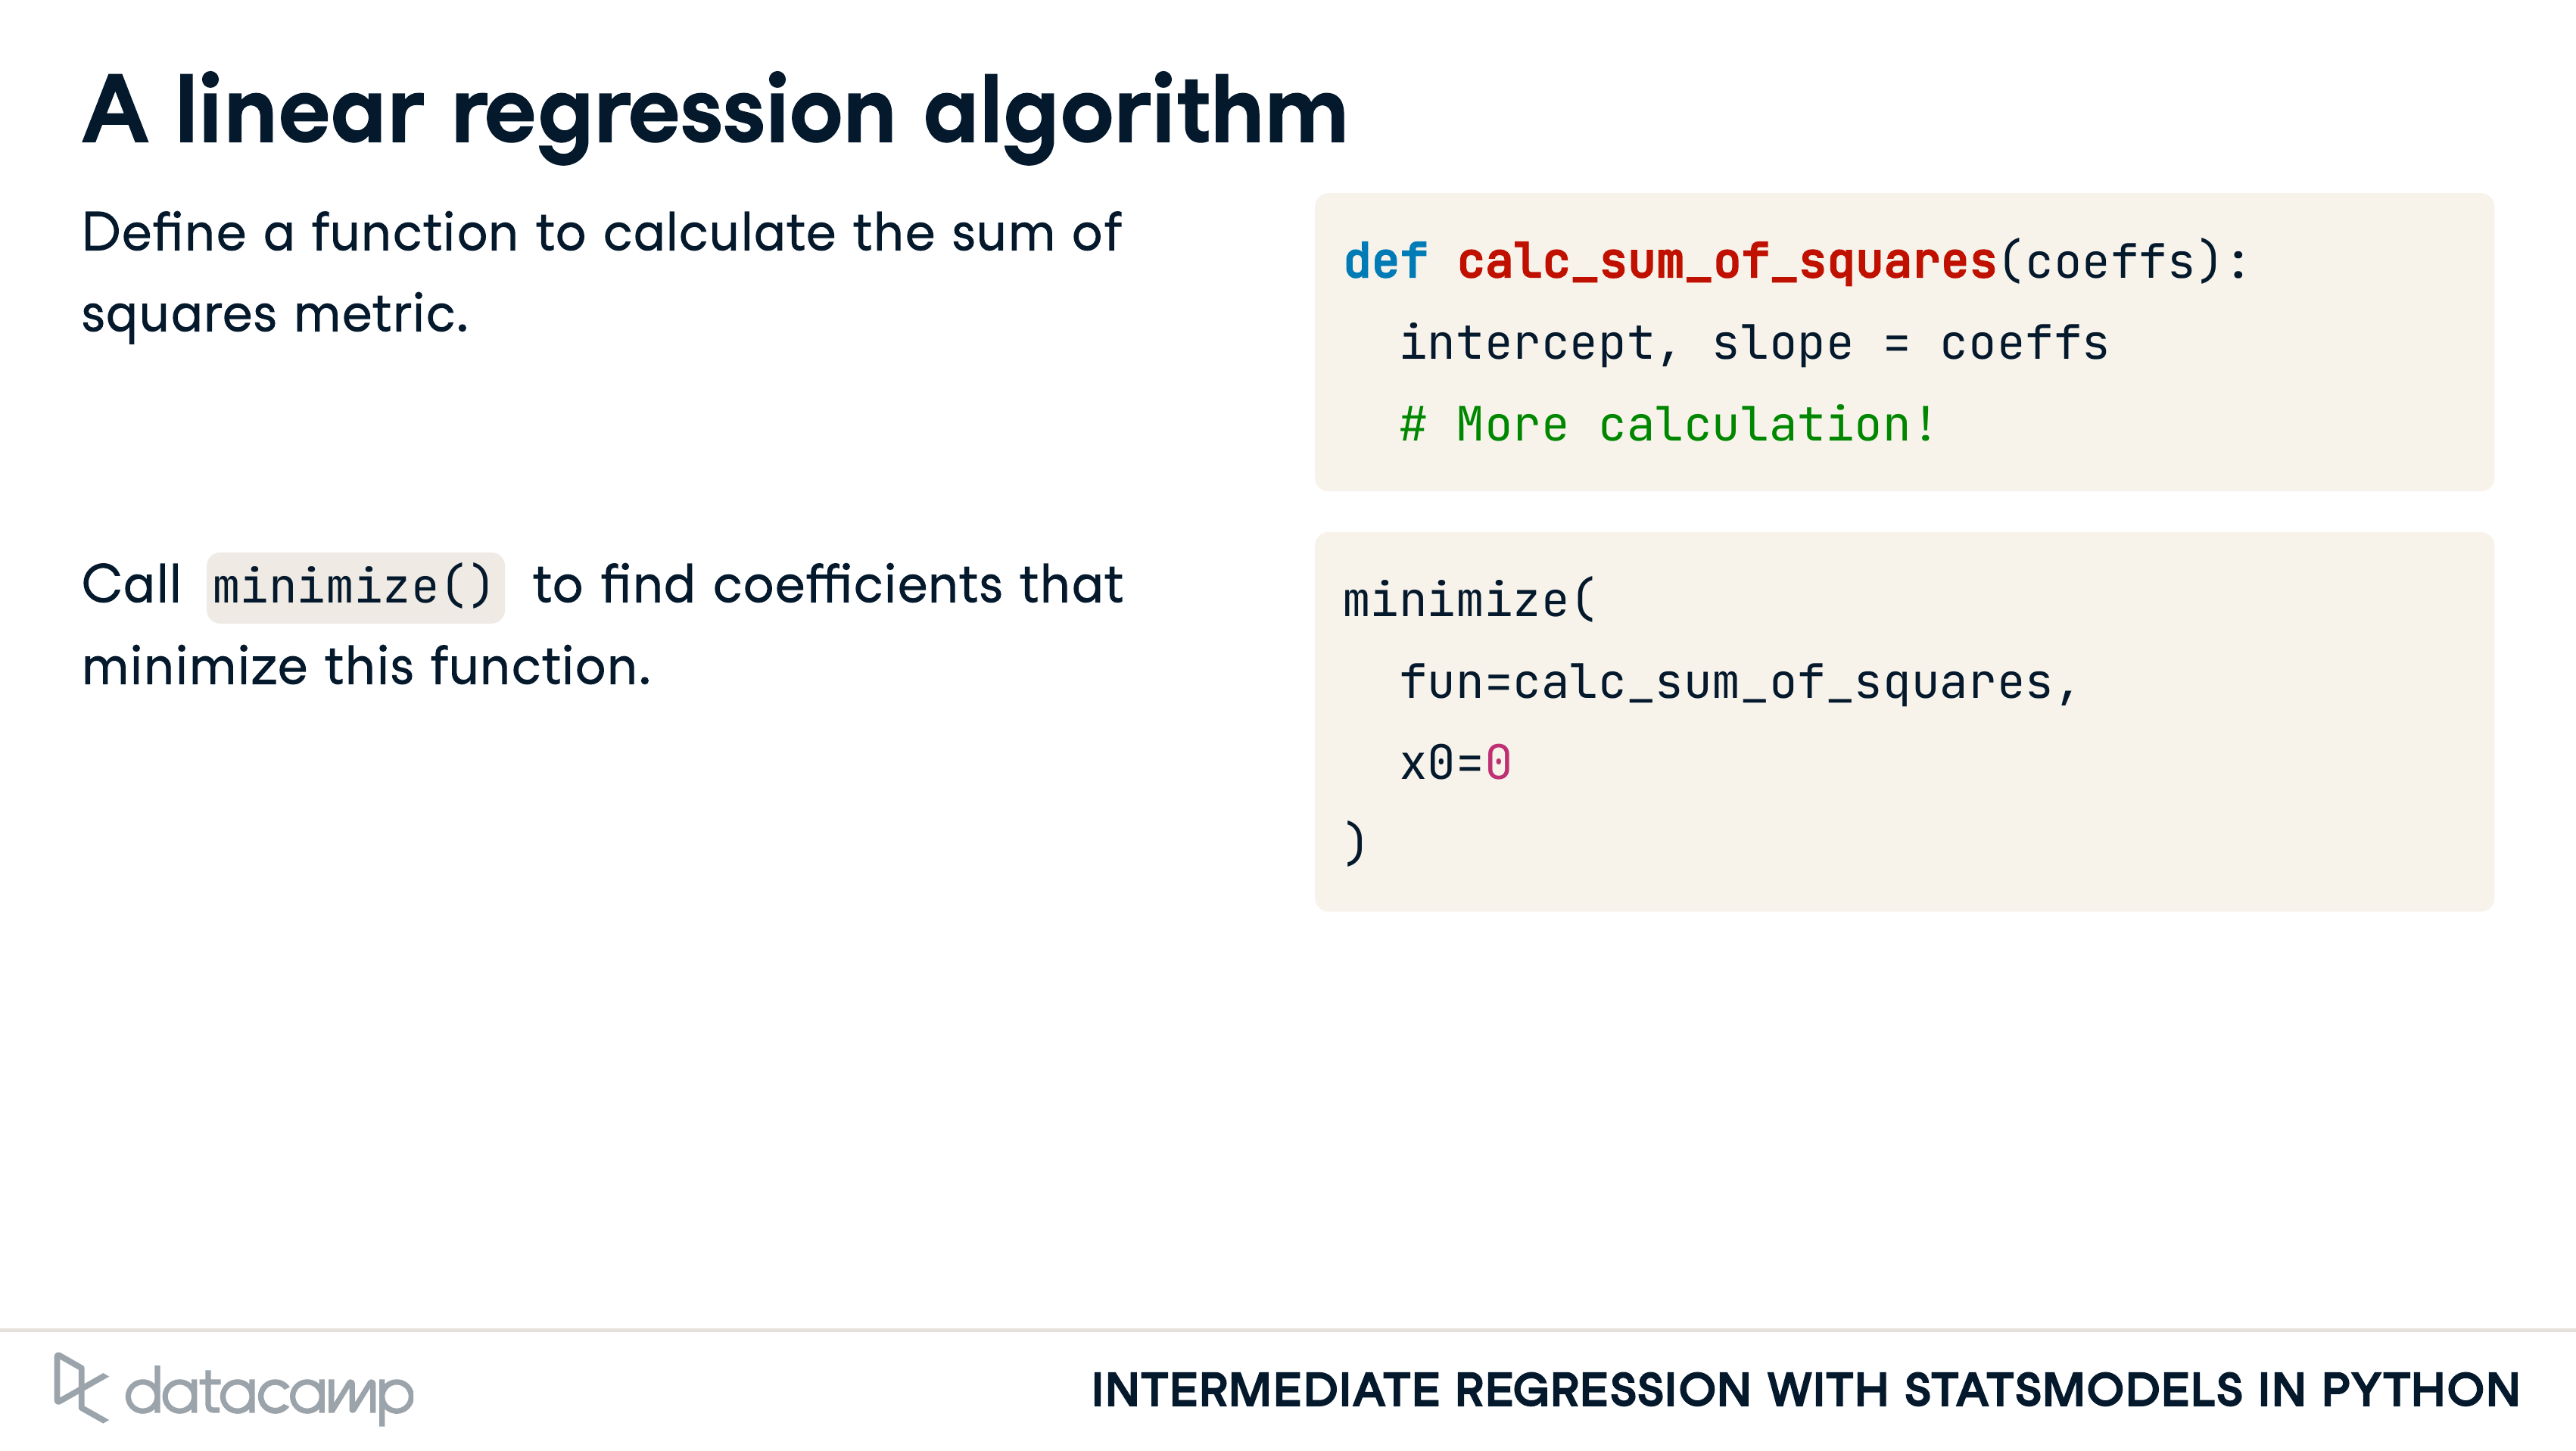 A linear regression algorithm
Define a function to calculate the sum of
squares metric.
def calc_sum_of_squares(coeffs):
  intercept, slope = coeffs
  # More calculation!
Call minimize() to find coefficients that
minimize this function.
minimize(
  fun=calc_sum_of_squares,
  x0=0
)
datacamp
INTERMEDIATE REGRESSION WITH STATSMODELS IN PYTHON